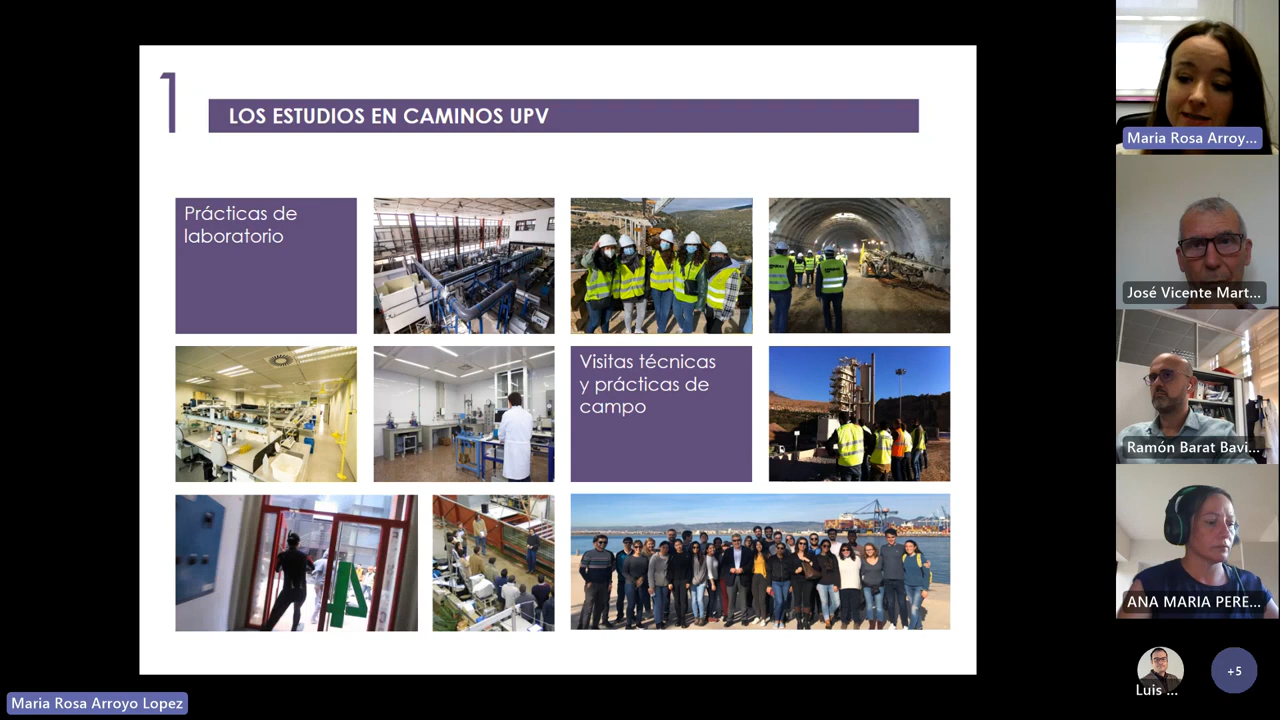 1
LOS ESTUDIOS EN CAMINOS UPV
Prácticas de
laboratorio
Visitas técnicas
y prácticas de
campo
4
Maria Rosa Arroy...
José Vicente Mart...
Ramón Barat Bavi...
ANA MARIA PERE...
Luis ...
+5
Maria Rosa Arroyo Lopez